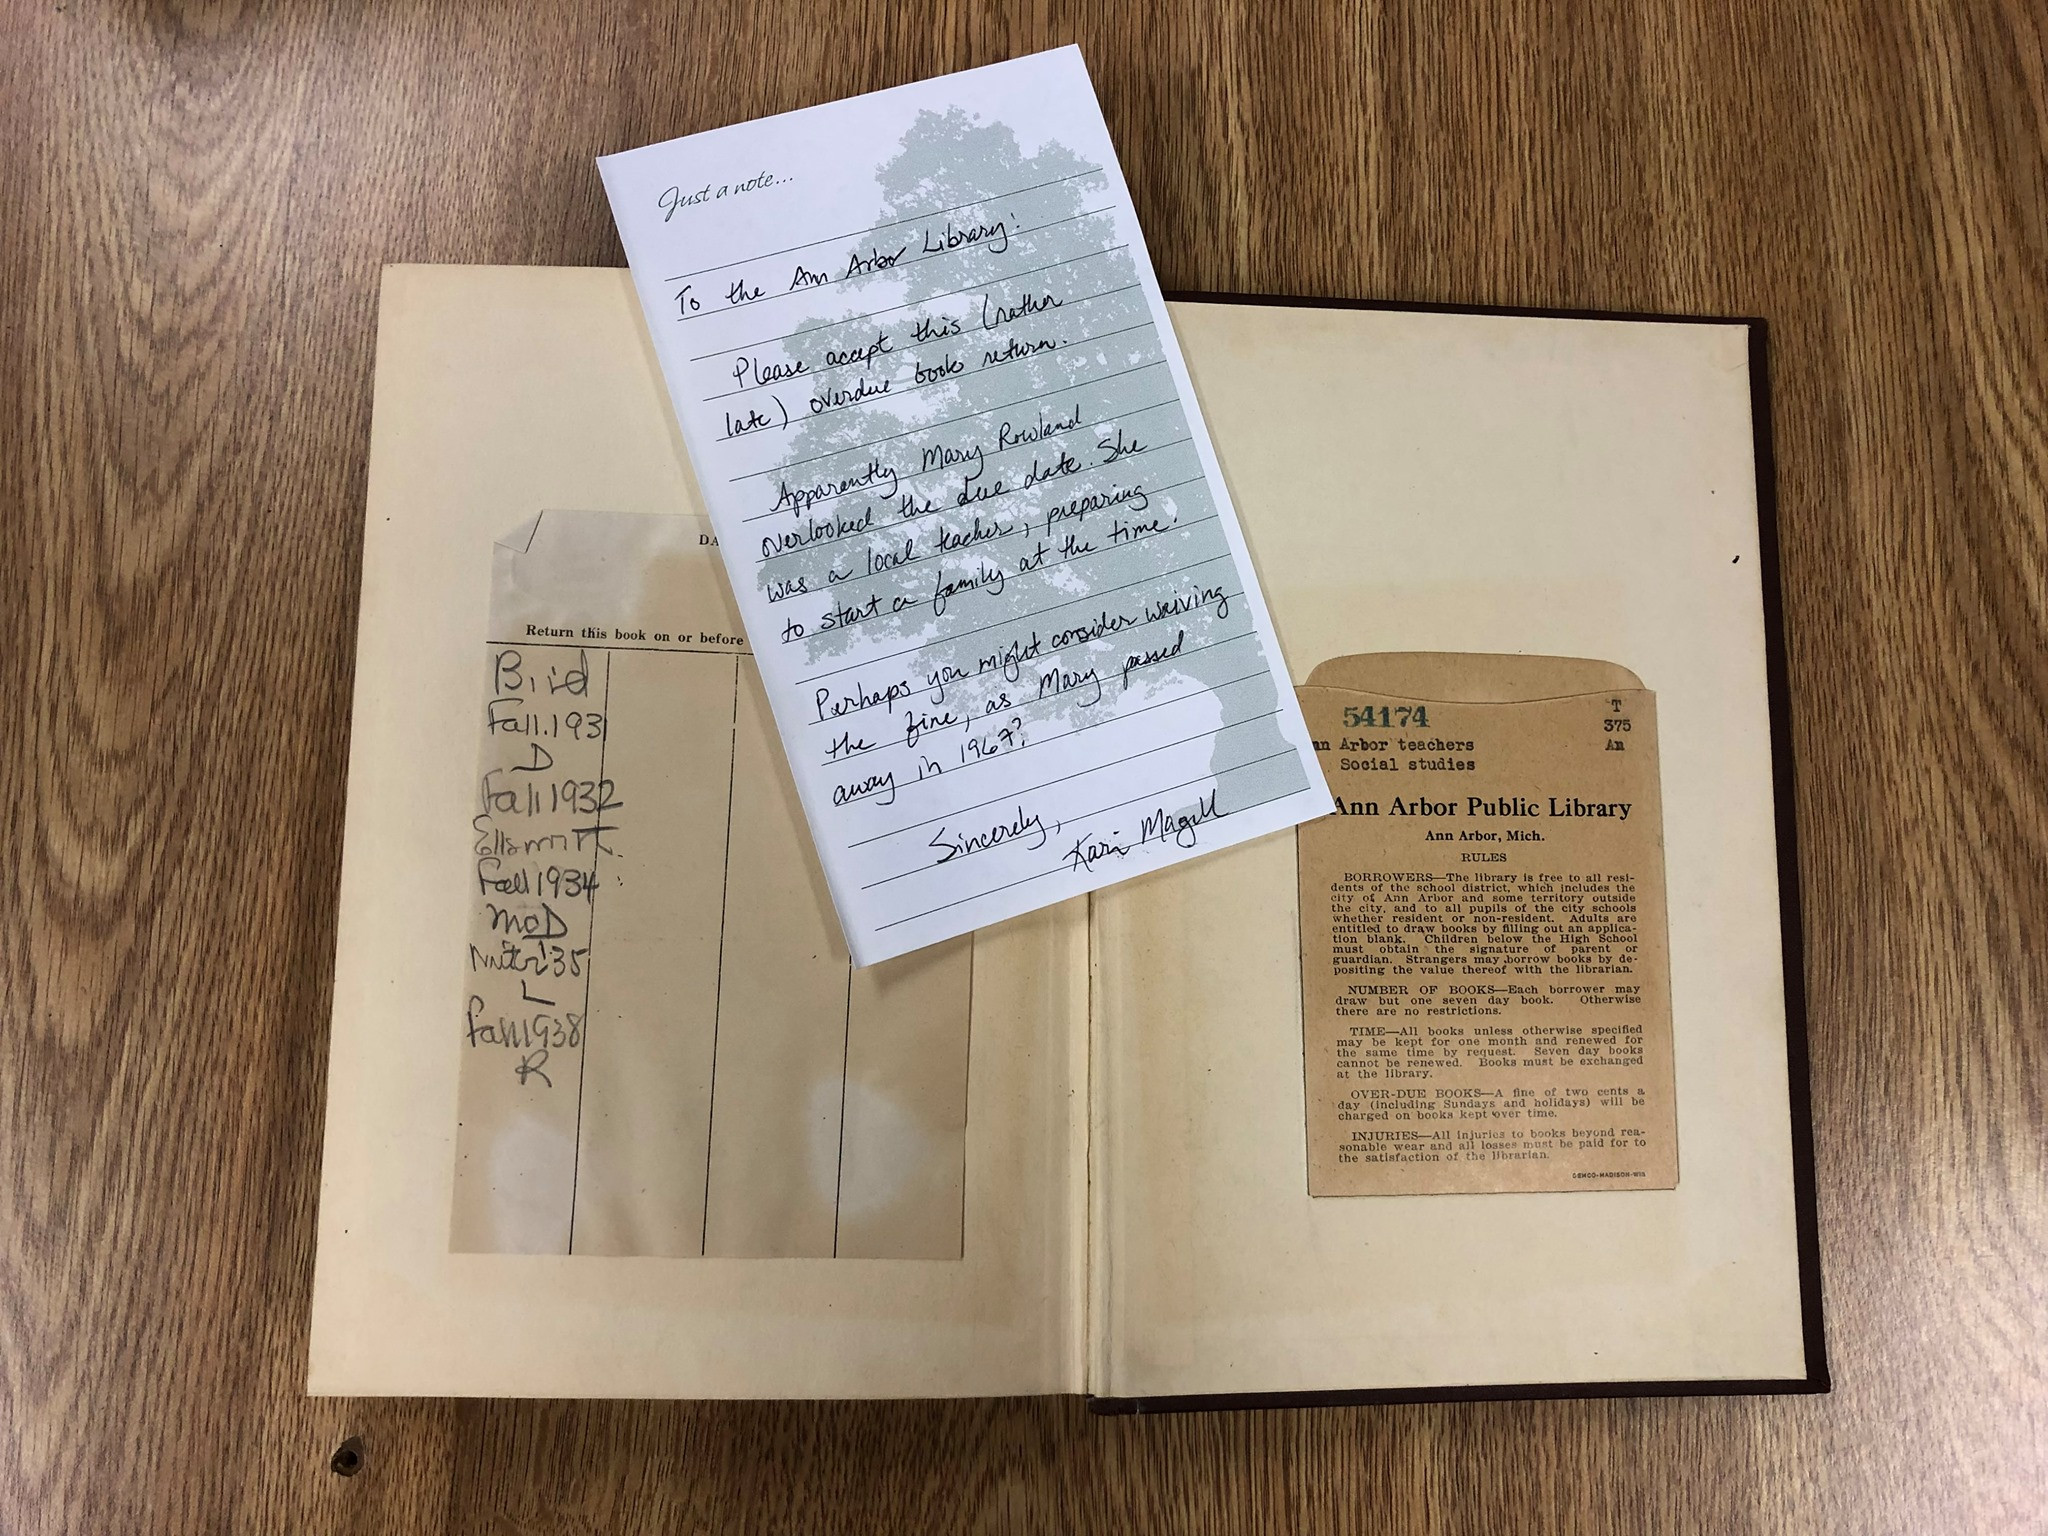 Just a note...
To the Ann Arbor Library:
Please accept this (rather
late) overdue book return.
Apparently Mary Rowland
overlooked the due date. She
was a local teacher, preparing
to start a family at the time.
Perhaps you might consider waiving
the fine, as Mary passed
away in 1967?
Sincerely,
Kari Magill
DA
Return this book on or before
Fall. 193
D
Fall 1932
Fall 1934
MoD
'35
L
Fall 1938
R
54174
T
375
An
nn Arbor teachers
Social studies
Ann Arbor Public Library
Ann Arbor, Mich.
RULES
BORROWERS—The library is free to all resi-
dents of the school district, which includes the
city of Ann Arbor and some territory outside
the city, and to all pupils of the city schools
whether resident or non-resident. Adults are
entitled to draw books by filling out an applica-
tion blank. Children below the High School
must obtain the signature of parent or
guardian. Strangers may borrow books by de-
positing the value thereof with the librarian.
NUMBER OF BOOKS—Each borrower may
draw but one seven day book. Otherwise
there are no restrictions.
TIME—All books unless otherwise specified
may be kept for one month and renewed for
the same time by request. Seven day books
cannot be renewed. Books must be exchanged
at the library.
OVER-DUE BOOKS—A fine of two cents a
day (including Sundays and holidays) will be
charged on books kept over time.
INJURIES—All injuries to books beyond rea-
sonable wear and all losses must be paid for to
the satisfaction of the librarian.
DEMCO-MADISON-WIS